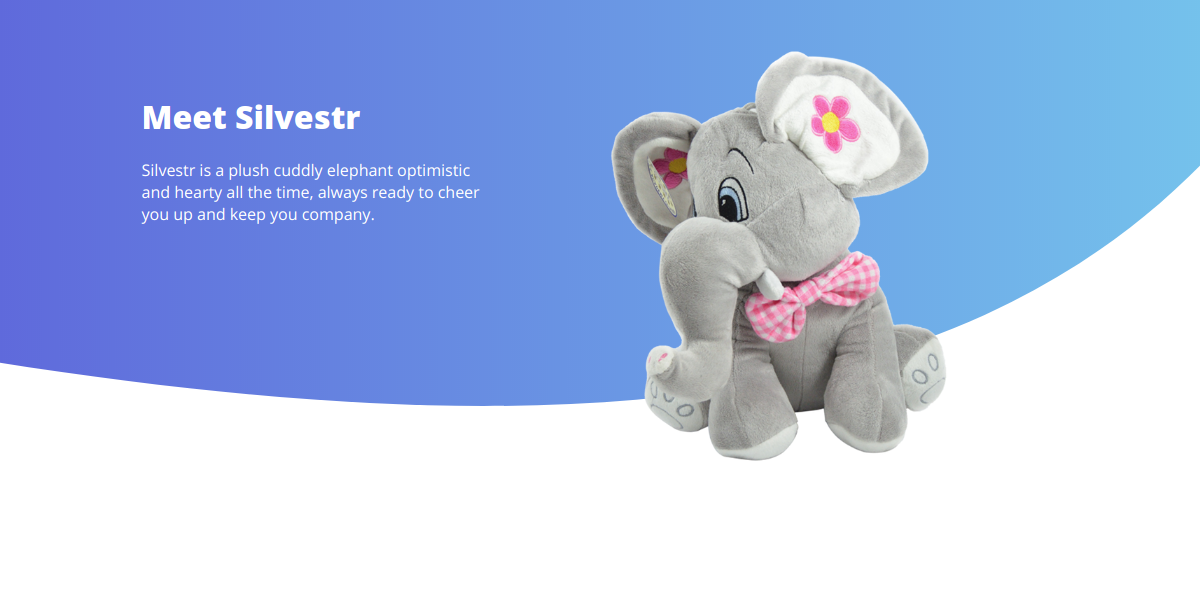 Meet Silvestr
Silvestr is a plush cuddly elephant optimistic
and hearty all the time, always ready to cheer
you up and keep you company.